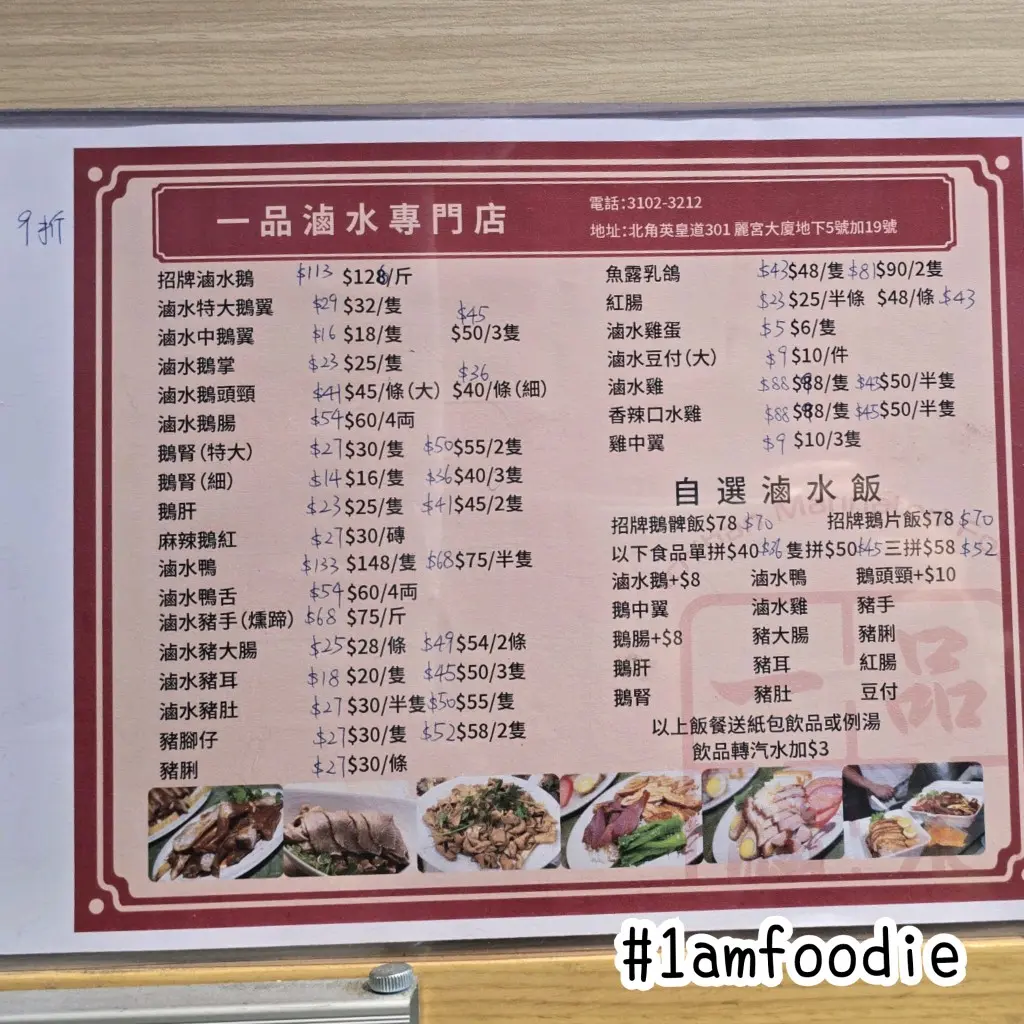 9折
一品滷水專門店
電話:3102-3212
地址:北角英皇道301麗宮大廈地下5號加19號
招牌滷水鵝 $113 $126/斤
滷水特大鵝翼 $29 $32/隻
滷水中鵝翼 $16 $18/隻 $45 $50/3隻
滷水鵝掌 $23 $25/隻
滷水鵝頭頸 $41 $45/條(大) $36 $40/條(細)
滷水鵝腸 $54 $60/4両
鵝腎(特大) $27 $30/隻 $50 $55/2隻
鵝腎(細) $14 $16/隻 $36 $40/3隻
鵝肝 $23 $25/隻 $41 $45/2隻
麻辣鵝紅 $27 $30/磚
滷水鴨 $133 $148/隻 $68 $75/半隻
滷水鴨舌 $54 $60/4両
滷水豬手(燻蹄) $68 $75/斤
滷水豬大腸 $25 $28/條 $49 $54/2條
滷水豬耳 $18 $20/隻 $45 $50/3隻
滷水豬肚 $27 $30/半隻 $50 $55/隻
豬腳仔 $27 $30/隻 $52 $58/2隻
豬脷 $27 $30/條
魚露乳鴿 $43 $48/隻 $81 $90/2隻
紅腸 $23 $25/半條 $48/條 $43
滷水雞蛋 $5 $6/隻
滷水豆付(大) $9 $10/件
滷水雞 $88 $98/隻 $45 $50/半隻
香辣口水雞 $88 $98/隻 $45 $50/半隻
雞中翼 $9 $10/3隻
自選滷水飯
招牌鵝髀飯$78 $70 招牌鵝片飯$78 $70
以下食品單拼$40 $36 隻拼$50 $45 三拼$58 $52
滷水鵝+$8 滷水鴨 鵝頭頸+$10
鵝中翼 滷水雞 豬手
鵝腸+$8 豬大腸 豬脷
鵝肝 豬耳 紅腸
鵝腎 豬肚 豆付
以上飯餐送紙包飲品或例湯
飲品轉汽水加$3
一品
#1amfoodie